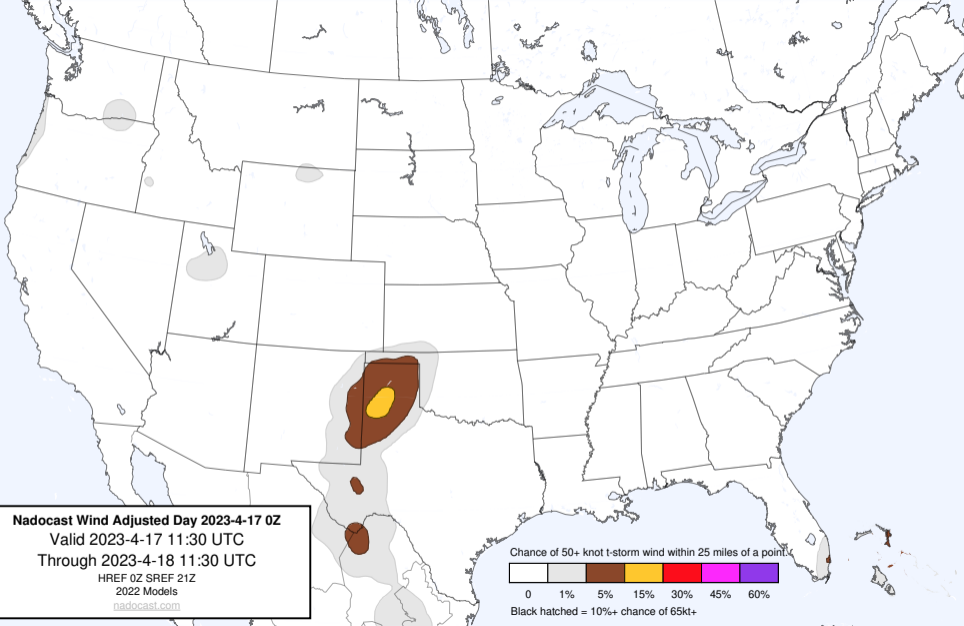 Nadocast Wind Adjusted Day 2023-4-17 0Z
Valid 2023-4-17 11:30 UTC
Through 2023-4-18 11:30 UTC
HREF 0Z SREF 21Z
2022 Models
nadocast.com
Chance of 50+ knot t-storm wind within 25 miles of a point.
0 1% 5% 15% 30% 45% 60%
Black hatched = 10%+ chance of 65kt+